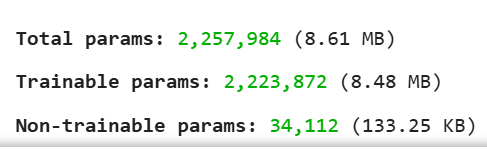 Total params: 2,257,984 (8.61 MB)
Trainable params: 2,223,872 (8.48 MB)
Non-trainable params: 34,112 (133.25 KB)